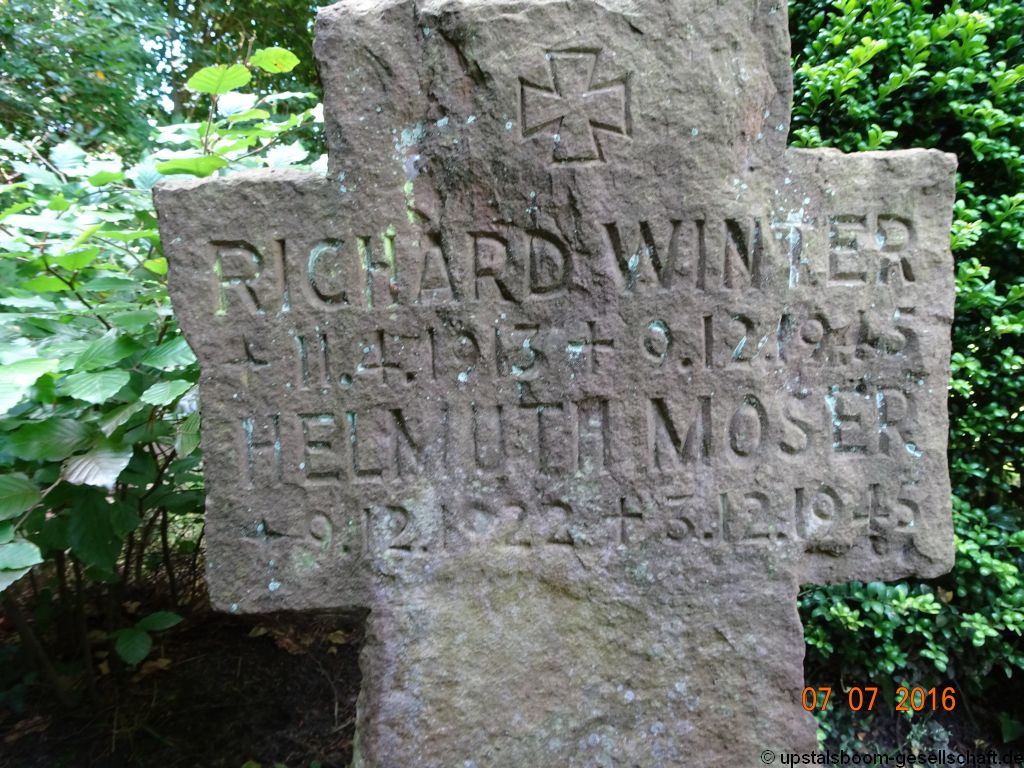 RICHARD WINTER
✶ 11.4.1913 + 9.12.1945
HELMUTH MOSER
✶ 9.12.1922 + 3.12.1945
07 07 2016
© upstalsboom-gesellschaft.de